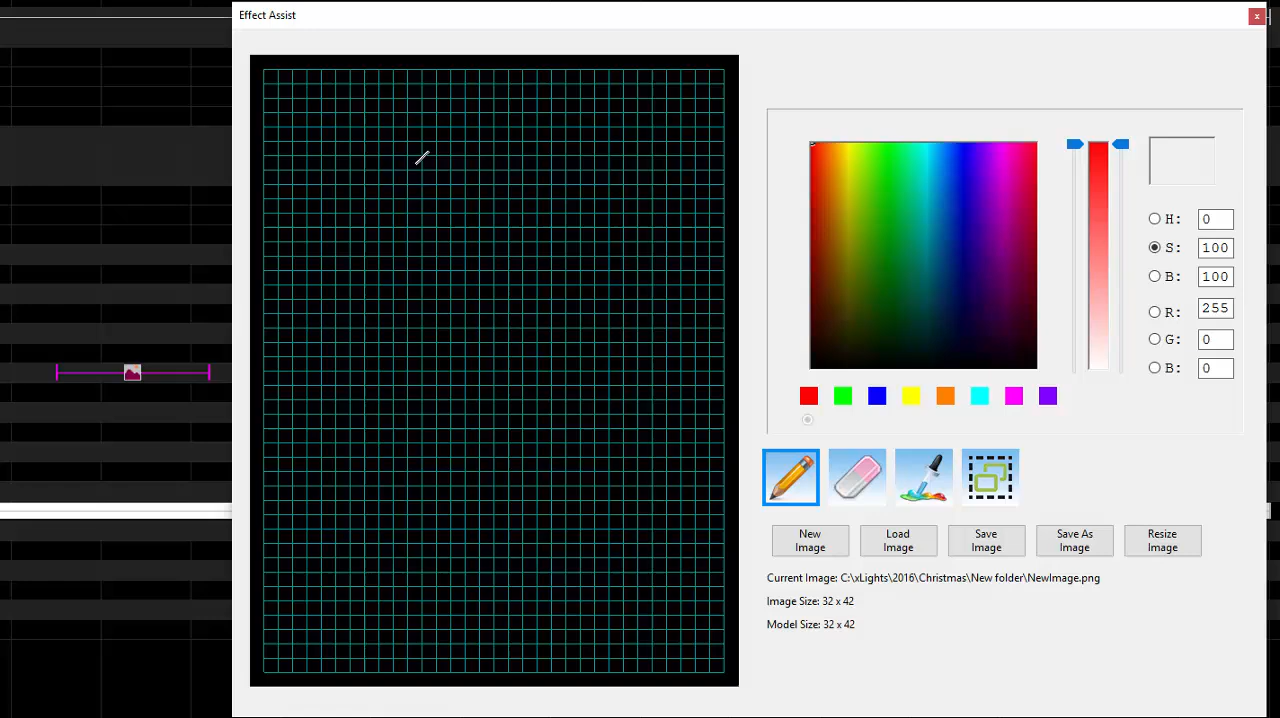 Effect Assist
x
H: 0
S: 100
B: 100
R: 255
G: 0
B: 0
New
Image
Load
Image
Save
Image
Save As
Image
Resize
Image
Current Image: C:\xLights\2016\Christmas\New folder\NewImage.png
Image Size: 32 x 42
Model Size: 32 x 42